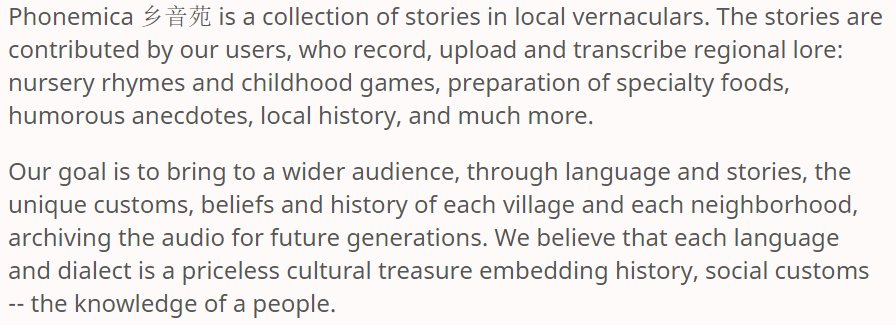 Phonemica 乡音苑 is a collection of stories in local vernaculars. The stories are
contributed by our users, who record, upload and transcribe regional lore:
nursery rhymes and childhood games, preparation of specialty foods,
humorous anecdotes, local history, and much more.
Our goal is to bring to a wider audience, through language and stories, the
unique customs, beliefs and history of each village and each neighborhood,
archiving the audio for future generations. We believe that each language
and dialect is a priceless cultural treasure embedding history, social customs
-- the knowledge of a people.